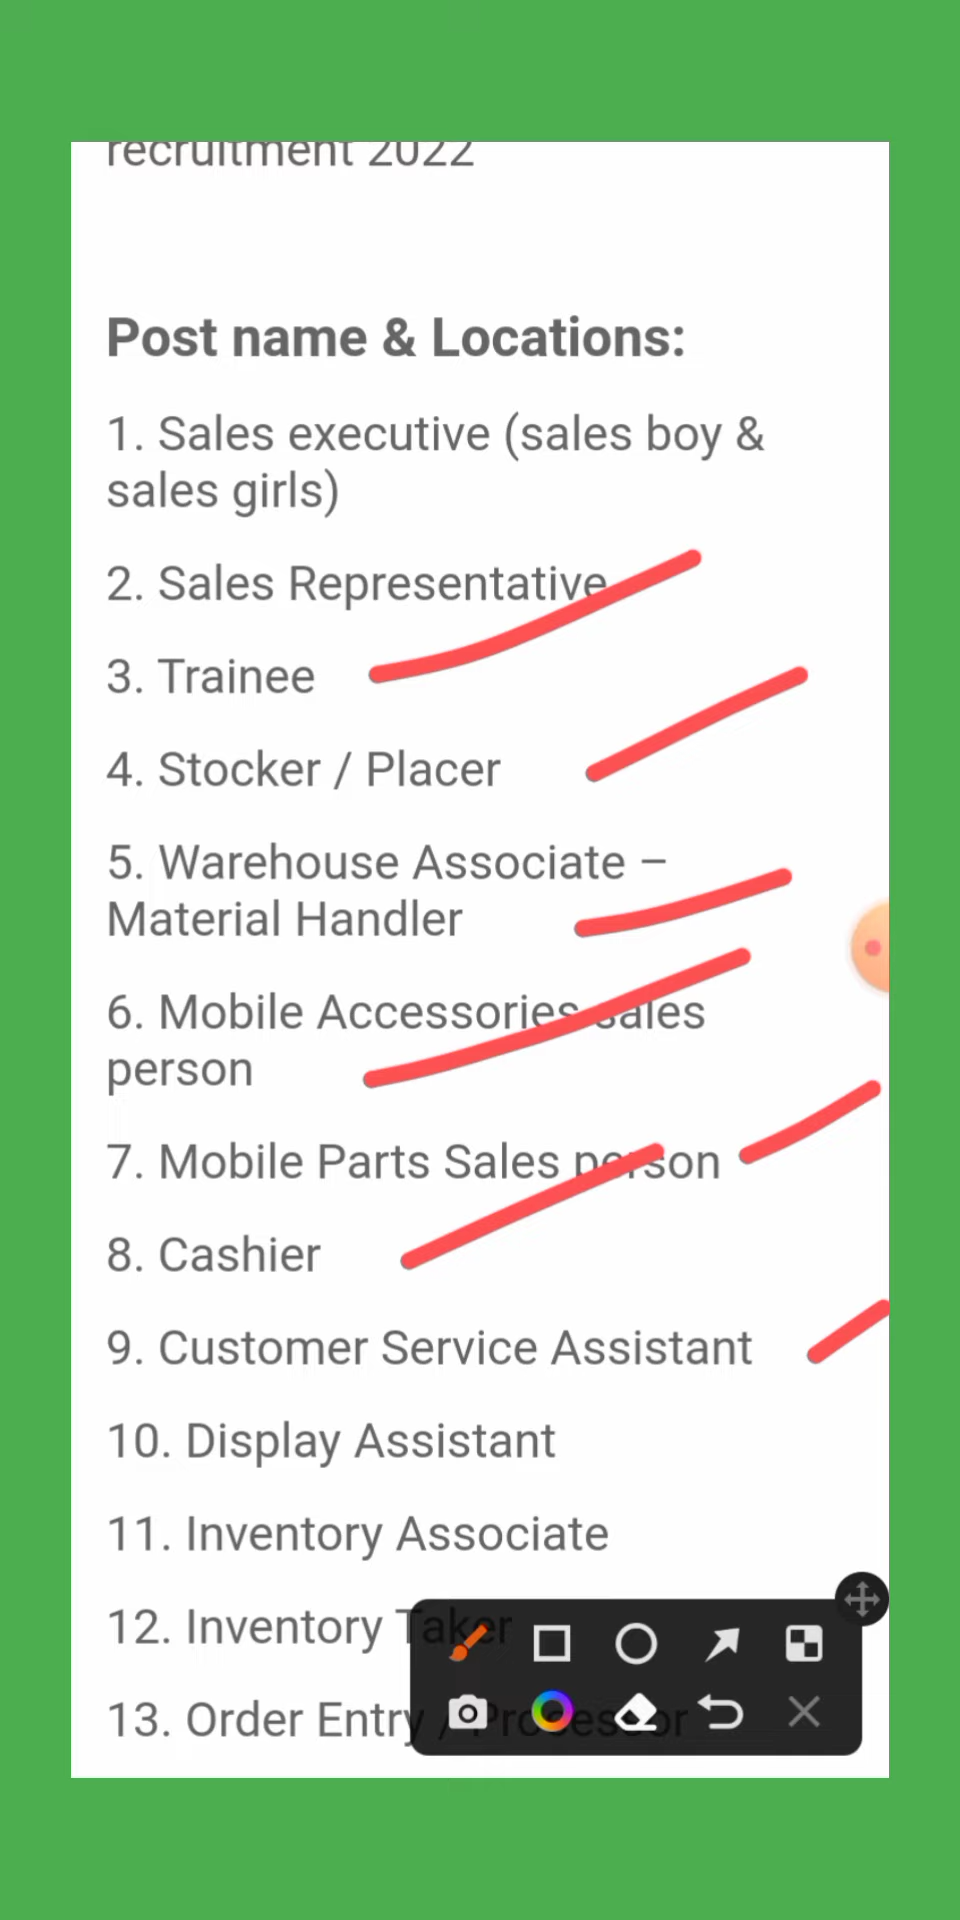 recruitment 2022
Post name & Locations:
1. Sales executive (sales boy &
sales girls)
2. Sales Representative
3. Trainee
4. Stocker / Placer
5. Warehouse Associate –
Material Handler
6. Mobile Accessories sales
person
7. Mobile Parts Sales person
8. Cashier
9. Customer Service Assistant
10. Display Assistant
11. Inventory Associate
12. Inventory Taker
13. Order Entry / Processor